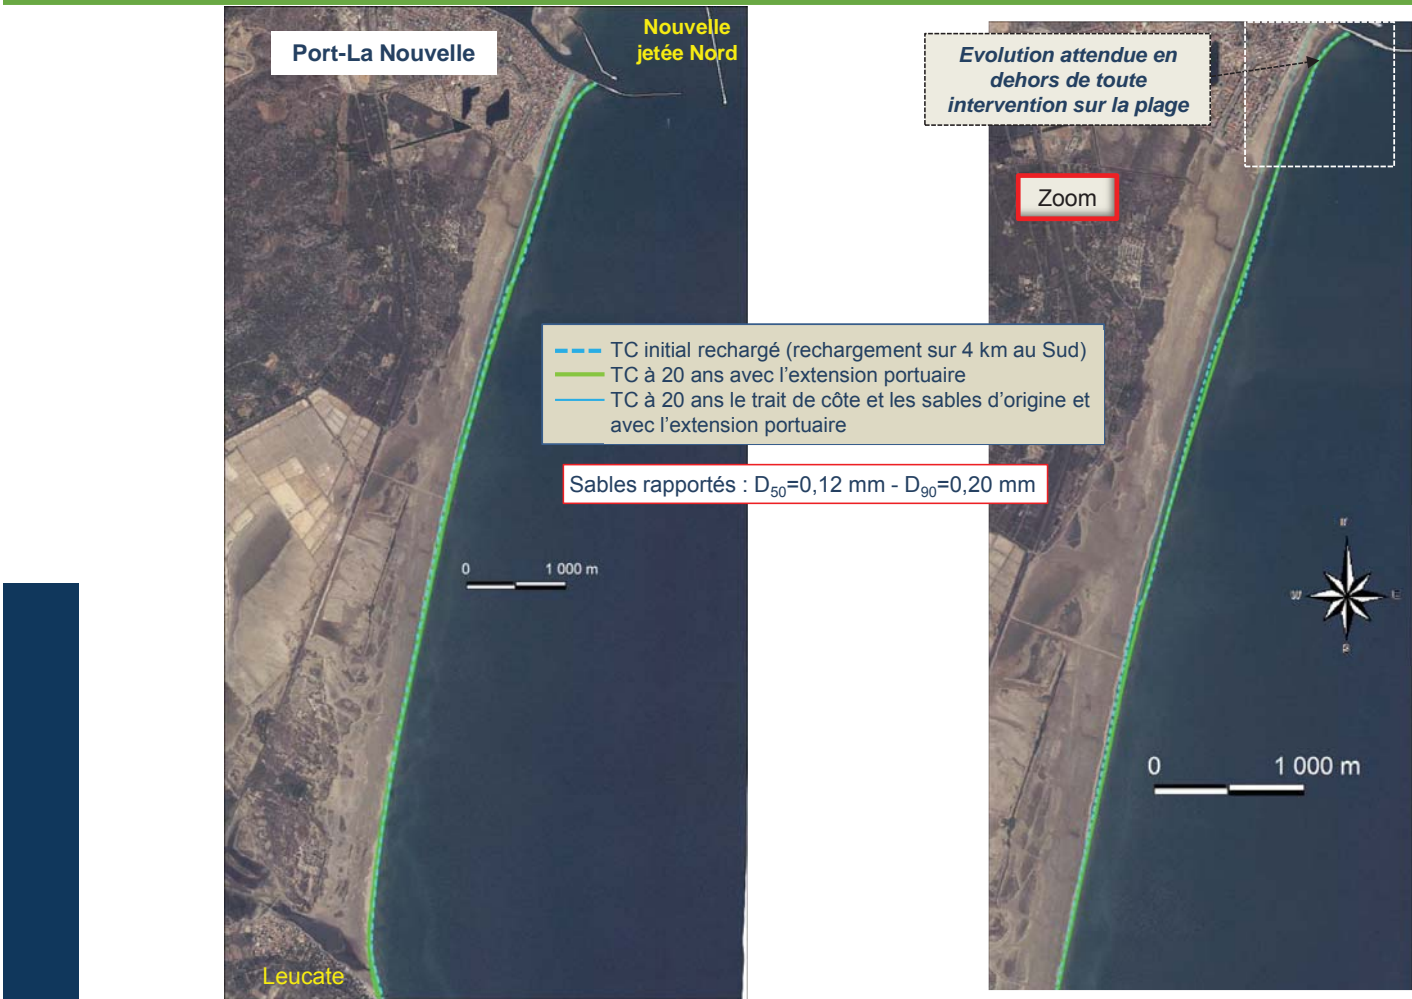 Port-La Nouvelle
Nouvelle
jetée Nord
Evolution attendue en
dehors de toute
intervention sur la plage
Zoom
TC initial rechargé (rechargement sur 4 km au Sud)
TC à 20 ans avec l'extension portuaire
TC à 20 ans le trait de côte et les sables d'origine et
avec l'extension portuaire
Sables rapportés : D50=0,12 mm - D90=0,20 mm
0 1 000 m
W E
0 1 000 m
Leucate